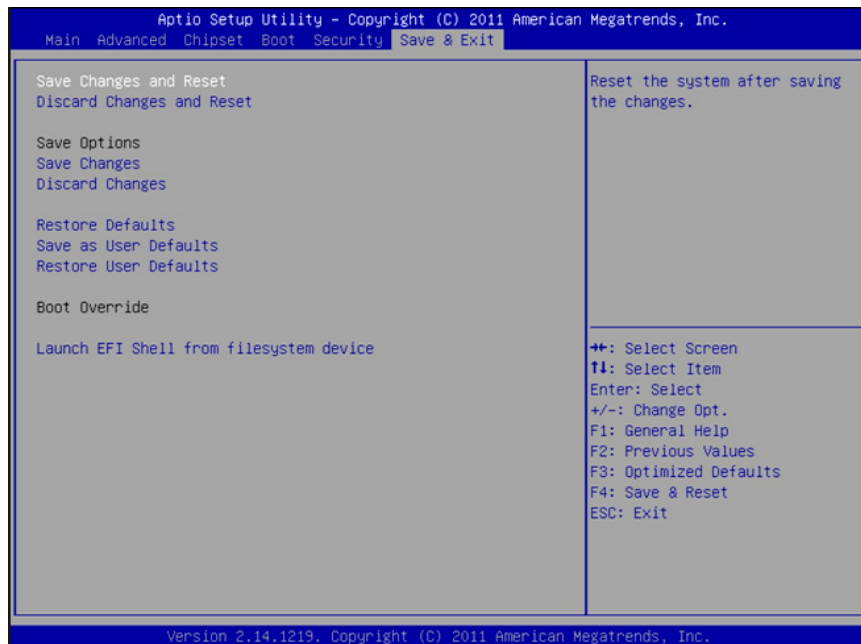 Aptio Setup Utility – Copyright (C) 2011 American Megatrends, Inc.
Main Advanced Chipset Boot Security Save & Exit
Save Changes and Reset
Discard Changes and Reset
Save Options
Save Changes
Discard Changes
Restore Defaults
Save as User Defaults
Restore User Defaults
Boot Override
Launch EFI Shell from filesystem device
Reset the system after saving
the changes.
→←: Select Screen
↑↓: Select Item
Enter: Select
+/-: Change Opt.
F1: General Help
F2: Previous Values
F3: Optimized Defaults
F4: Save & Reset
ESC: Exit
Version 2.14.1219. Copyright (C) 2011 American Megatrends, Inc.